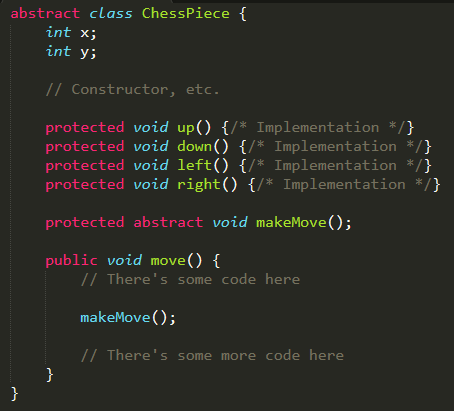 abstract class ChessPiece {
    int x;
    int y;

    // Constructor, etc.

    protected void up() {/* Implementation */}
    protected void down() {/* Implementation */}
    protected void left() {/* Implementation */}
    protected void right() {/* Implementation */}

    protected abstract void makeMove();

    public void move() {
        // There's some code here

        makeMove();

        // There's some more code here
    }
}